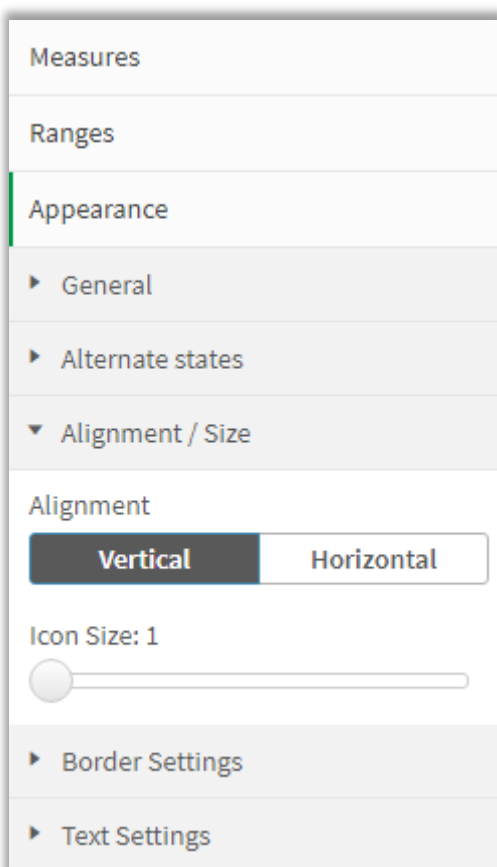 Measures
Ranges
Appearance
General
Alternate states
Alignment / Size
Alignment
Vertical Horizontal
Icon Size: 1
Border Settings
Text Settings